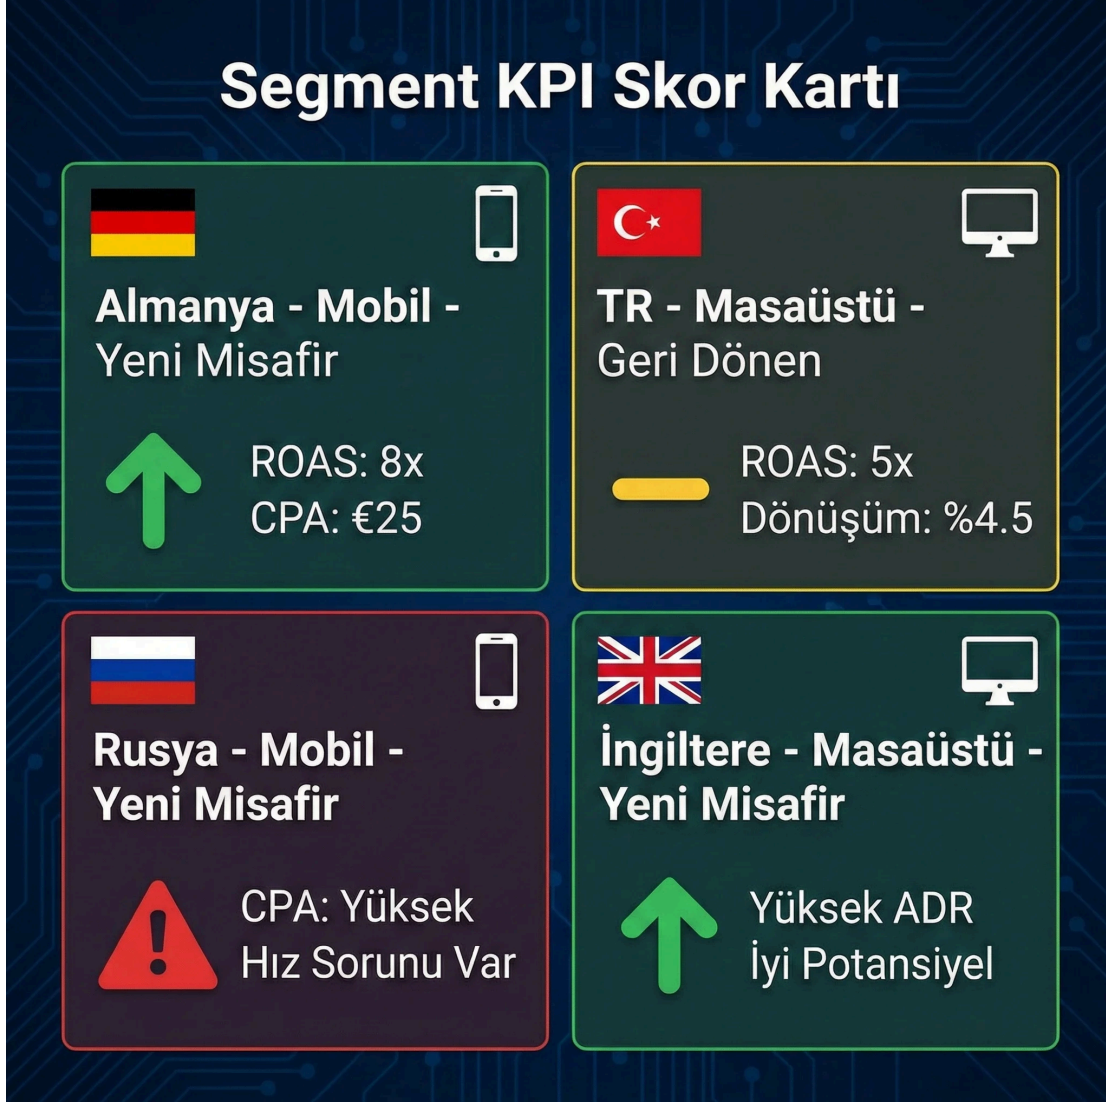 Segment KPI Skor Kartı
Almanya - Mobil -
Yeni Misafir
ROAS: 8x
CPA: €25
TR - Masaüstü -
Geri Dönen
ROAS: 5x
Dönüşüm: %4.5
Rusya - Mobil -
Yeni Misafir
CPA: Yüksek
Hız Sorunu Var
İngiltere - Masaüstü -
Yeni Misafir
Yüksek ADR
İyi Potansiyel